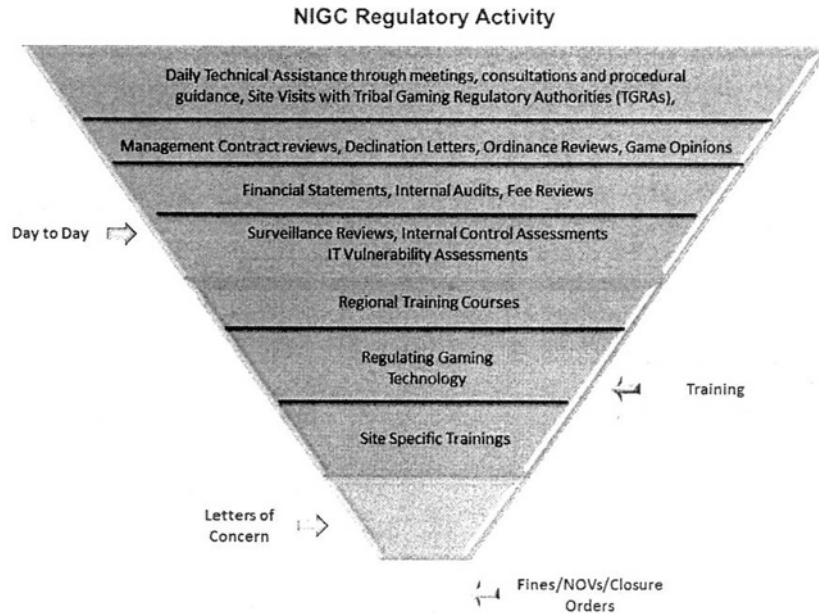 NIGC Regulatory Activity
Daily Technical Assistance through meetings, consultations and procedural
guidance, Site Visits with Tribal Gaming Regulatory Authorities (TGRAs),
Management Contract reviews, Declination Letters, Ordinance Reviews, Game Opinions
Financial Statements, Internal Audits, Fee Reviews
Day to Day
Surveillance Reviews, Internal Control Assessments
IT Vulnerability Assessments
Regional Training Courses
Regulating Gaming
Technology
Training
Site Specific Trainings
Letters of
Concern
Fines/NOVs/Closure
Orders